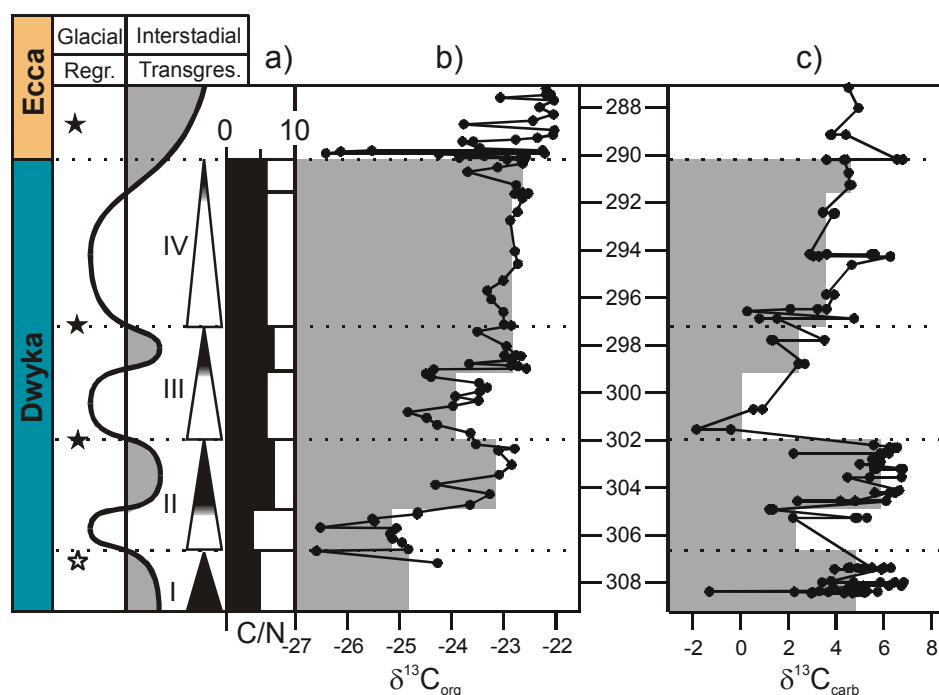 Glacial Interstadial
Regr. Transgres.
a) b) c)
0 10
Ecca
Dwyka
IV
III
II
I
288
290
292
294
296
298
300
302
304
306
308
C/N
-27 -26 -25 -24 -23 -22
δ13Corg
0 2 4 6 8
δ13Ccarb